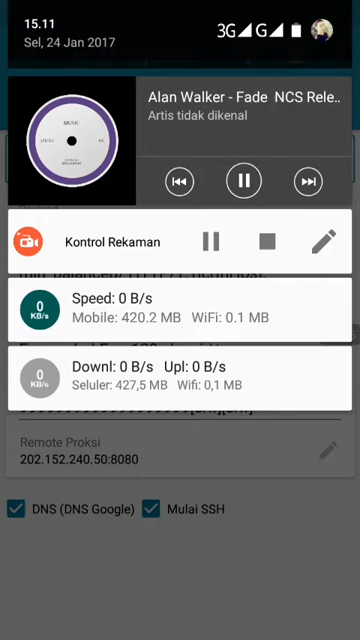 15.11
3G G
Sel, 24 Jan 2017
MUSIC
Alan Walker - Fade NCS Rele..
Artis tidak dikenal
Kontrol Rekaman
0
KB/s
Speed: 0 B/s
Mobile: 420.2 MB WiFi: 0.1 MB
0
KB/s
Downl: 0 B/s Upl: 0 B/s
Seluler: 427,5 MB Wifi: 0,1 MB
Remote Proksi
202.152.240.50:8080
DNS (DNS Google)
Mulai SSH